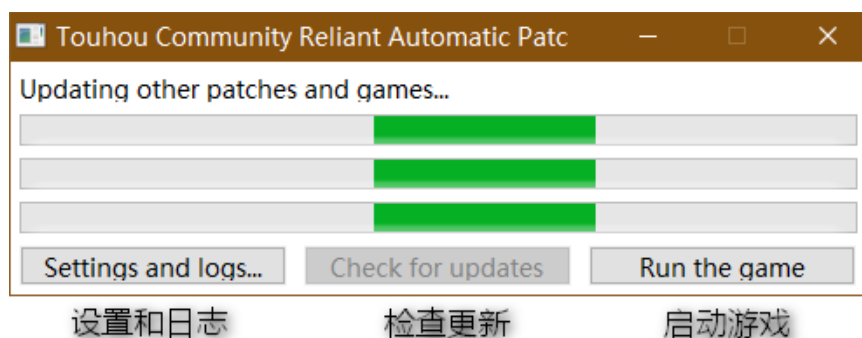 Touhou Community Reliant Automatic Patc
Updating other patches and games...
Settings and logs... Check for updates Run the game
设置和日志 检查更新 启动游戏